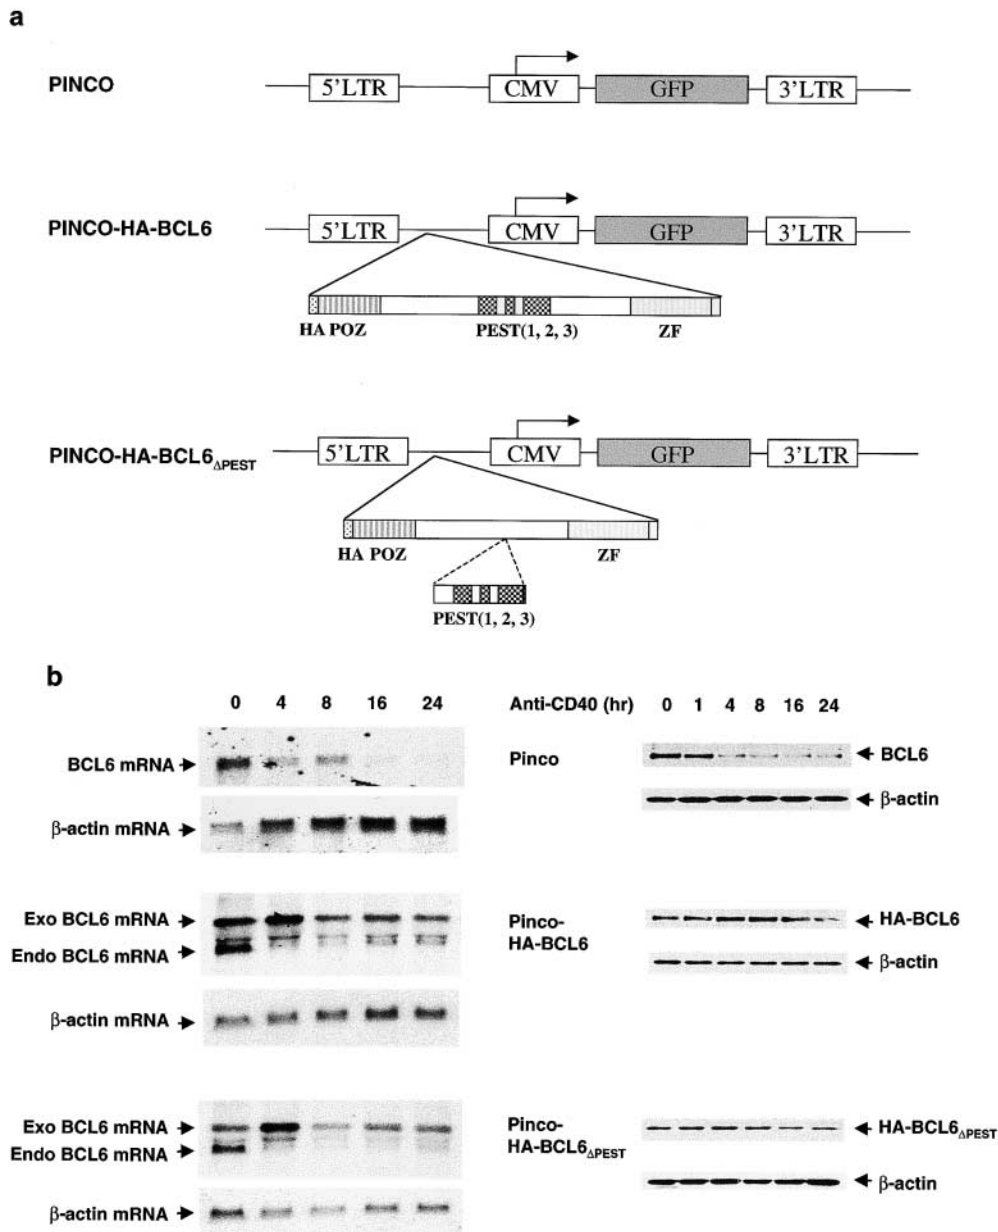 a
PINCO
5'LTR CMV GFP 3'LTR
PINCO-HA-BCL6
5'LTR CMV GFP 3'LTR
HA POZ PEST(1, 2, 3) ZF
PINCO-HA-BCL6ΔPEST
5'LTR CMV GFP 3'LTR
HA POZ ZF
PEST(1, 2, 3)
b
0 4 8 16 24
BCL6 mRNA
β-actin mRNA
Exo BCL6 mRNA
Endo BCL6 mRNA
β-actin mRNA
Exo BCL6 mRNA
Endo BCL6 mRNA
β-actin mRNA
Anti-CD40 (hr) 0 1 4 8 16 24
Pinco
BCL6
β-actin
Pinco-
HA-BCL6
HA-BCL6
β-actin
Pinco-
HA-BCL6ΔPEST
HA-BCL6ΔPEST
β-actin